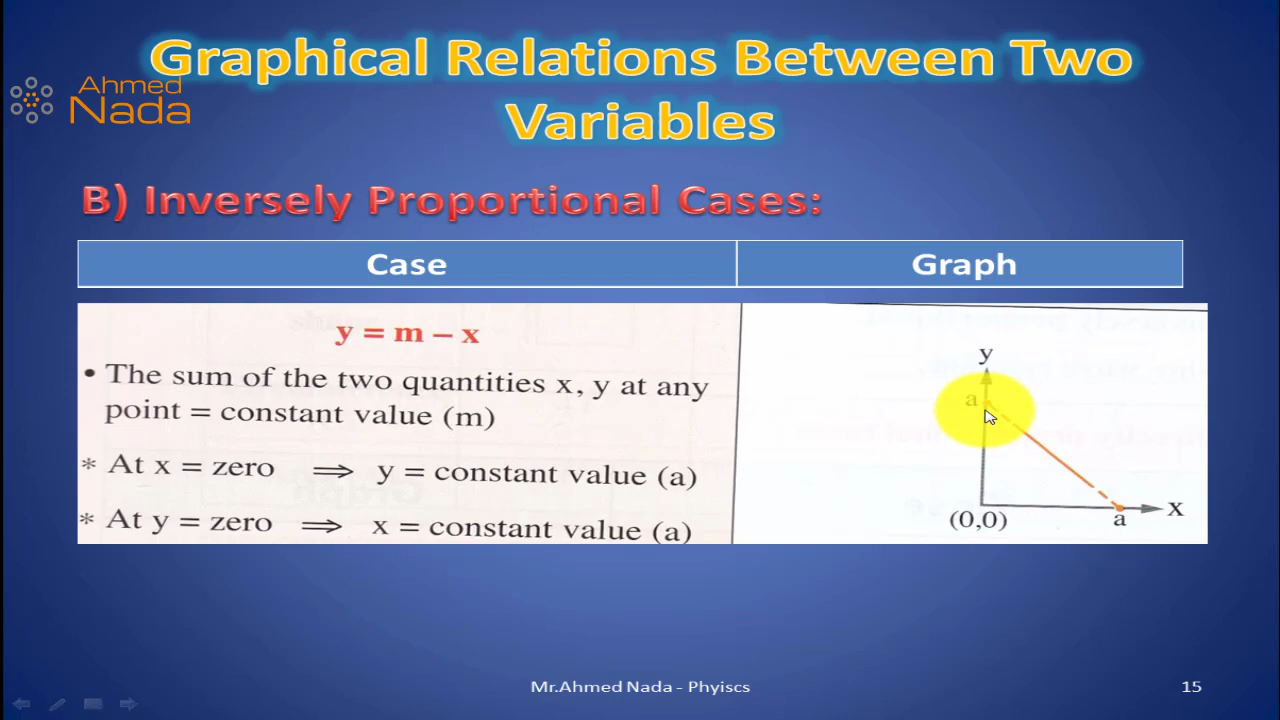 Graphical Relations Between Two
Variables
Ahmed
Nada
B) Inversely Proportional Cases:
Case
Graph
y = m – x
• The sum of the two quantities x, y at any
point = constant value (m)
* At x = zero ⇒ y = constant value (a)
* At y = zero ⇒ x = constant value (a)
y
a
(0,0)
a
x
Mr.Ahmed Nada - Phyiscs
15